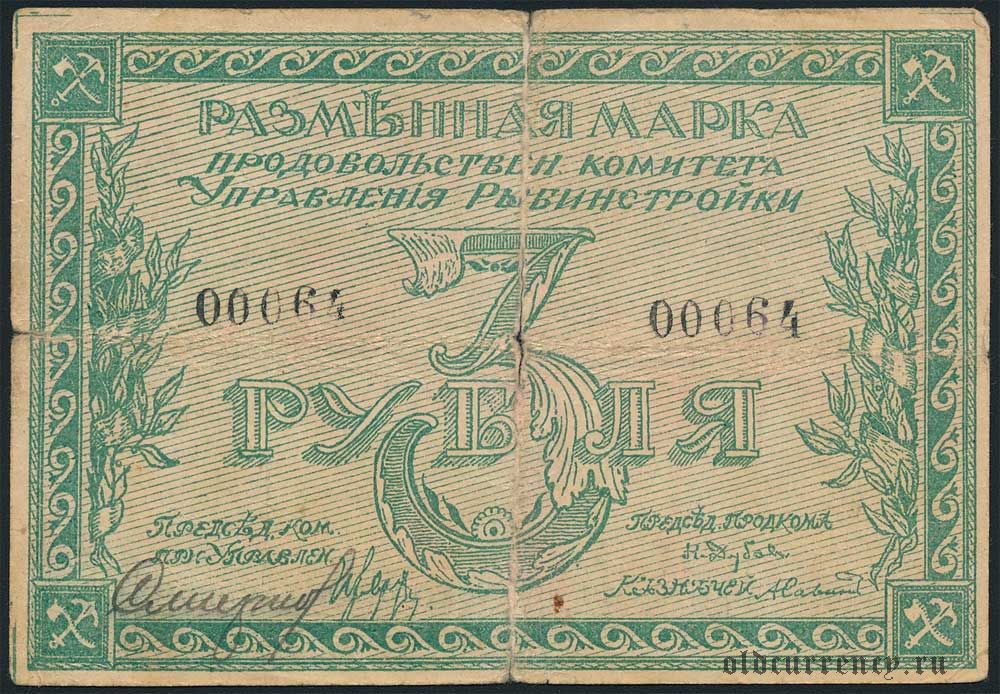 РАЗМѢННАЯ МАРКА
ПРОДОВОЛЬСТВЕН. КОМИТЕТА
УПРАВЛЕНІЯ РЫБИНСТРОЙКИ
3
00064 00064
РУБЛЯ
ПРЕДСѢД. КОМ. ПРЕДСѢД. ПРОДКОМА
ПРИ УПРАВЛЕН.
КАЗНАЧЕЙ
oldcurrency.ru